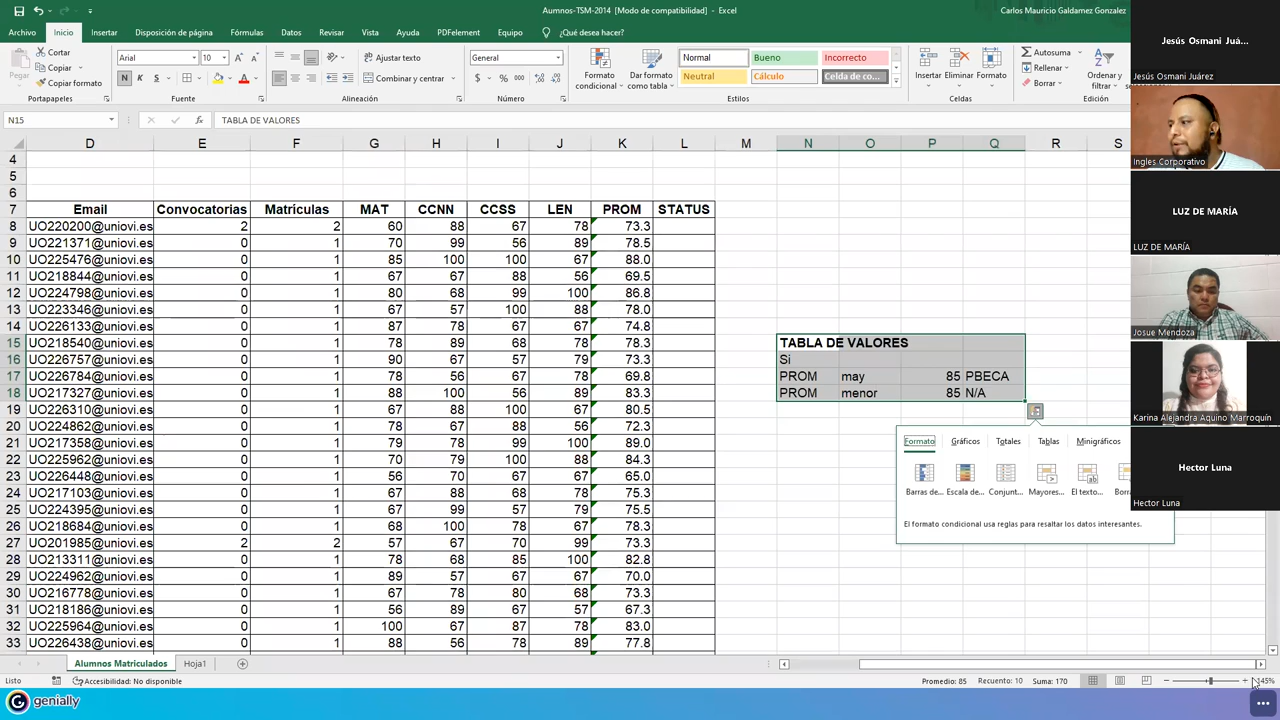 Aumnos-TSM-2014 [Modo de compatibilidad] - Excel
Carlos Mauricio Galdamez Gonzalez
Archivo Inicio Insertar Disposición de página Fórmulas Datos Revisar Vista Ayuda PDFelement Equipo ¿Qué desea hacer?
Pegar
Cortar
Copiar
Copiar formato
Portapapeles
Arial 10
N K S
Fuente
Ajustar texto
Combinar y centrar
Alineación
General
$ % 000
Número
Formato condicional
Dar formato como tabla
Normal Bueno Incorrecto
Neutral Cálculo Celda de co...
Estilos
Insertar Eliminar Formato
Celdas
Autosuma
Rellenar
Borrar
Ordenar y filtrar
Edición
N15 TABLA DE VALORES
D E F G H I J K L M N O P Q R S
4
5
6
7 Email Convocatorias Matriculas MAT CCNN CCSS LEN PROM STATUS
8 UO220200@uniovi.es 2 2 60 88 67 78 73.3
9 UO221371@uniovi.es 0 1 70 99 56 89 78.5
10 UO225476@uniovi.es 0 1 85 100 100 67 88.0
11 UO218844@uniovi.es 0 1 67 67 88 56 69.5
12 UO224798@uniovi.es 0 1 80 68 99 100 86.8
13 UO223346@uniovi.es 0 1 67 57 100 88 78.0
14 UO226133@uniovi.es 0 1 87 78 67 67 74.8
15 UO218540@uniovi.es 0 1 78 89 68 78 78.3 TABLA DE VALORES
16 UO226757@uniovi.es 0 1 90 67 57 79 73.3 Si
17 UO226784@uniovi.es 0 1 78 56 67 78 69.8 PROM may 85 PBECA
18 UO217327@uniovi.es 0 1 88 100 56 89 83.3 PROM menor 85 N/A
19 UO226310@uniovi.es 0 1 67 88 67 100 80.5
20 UO224862@uniovi.es 0 1 67 78 88 56 72.3
21 UO217358@uniovi.es 0 1 79 78 99 100 89.0
22 UO225962@uniovi.es 0 1 70 79 100 88 84.3
23 UO226448@uniovi.es 0 1 56 70 67 67 65.0
24 UO217103@uniovi.es 0 1 67 88 68 78 75.3
25 UO224395@uniovi.es 0 1 67 99 57 79 75.5
26 UO218684@uniovi.es 0 1 68 100 78 67 78.3
27 UO201985@uniovi.es 2 2 57 67 70 99 73.3
28 UO213311@uniovi.es 0 1 78 68 85 100 82.8
29 UO224962@uniovi.es 0 1 89 57 67 67 70.0
30 UO216778@uniovi.es 0 1 67 78 80 68 73.3
31 UO218186@uniovi.es 0 1 56 89 67 57 67.3
32 UO225964@uniovi.es 0 1 100 67 87 78 83.0
33 UO226438@uniovi.es 0 1 88 56 78 89 77.8
Formato Gráficos Totales Tablas Minigráficos
Barras de... Escala de... Conjunt... Mayores... El texto... Borr
El formato condicional usa reglas para resaltar los datos interesantes.
Jesús Osmani Juá...
Jesús Osmani Juárez
Ingles Corporativo
LUZ DE MARÍA
LUZ DE MARÍA
Josue Mendoza
Karina Alejandra Aquino Marroquín
Hector Luna
Hector Luna
Alumnos Matriculados Hoja1
Listo Accesibilidad: No disponible Promedio: 85 Recuento: 10 Suma: 170 145%
genially